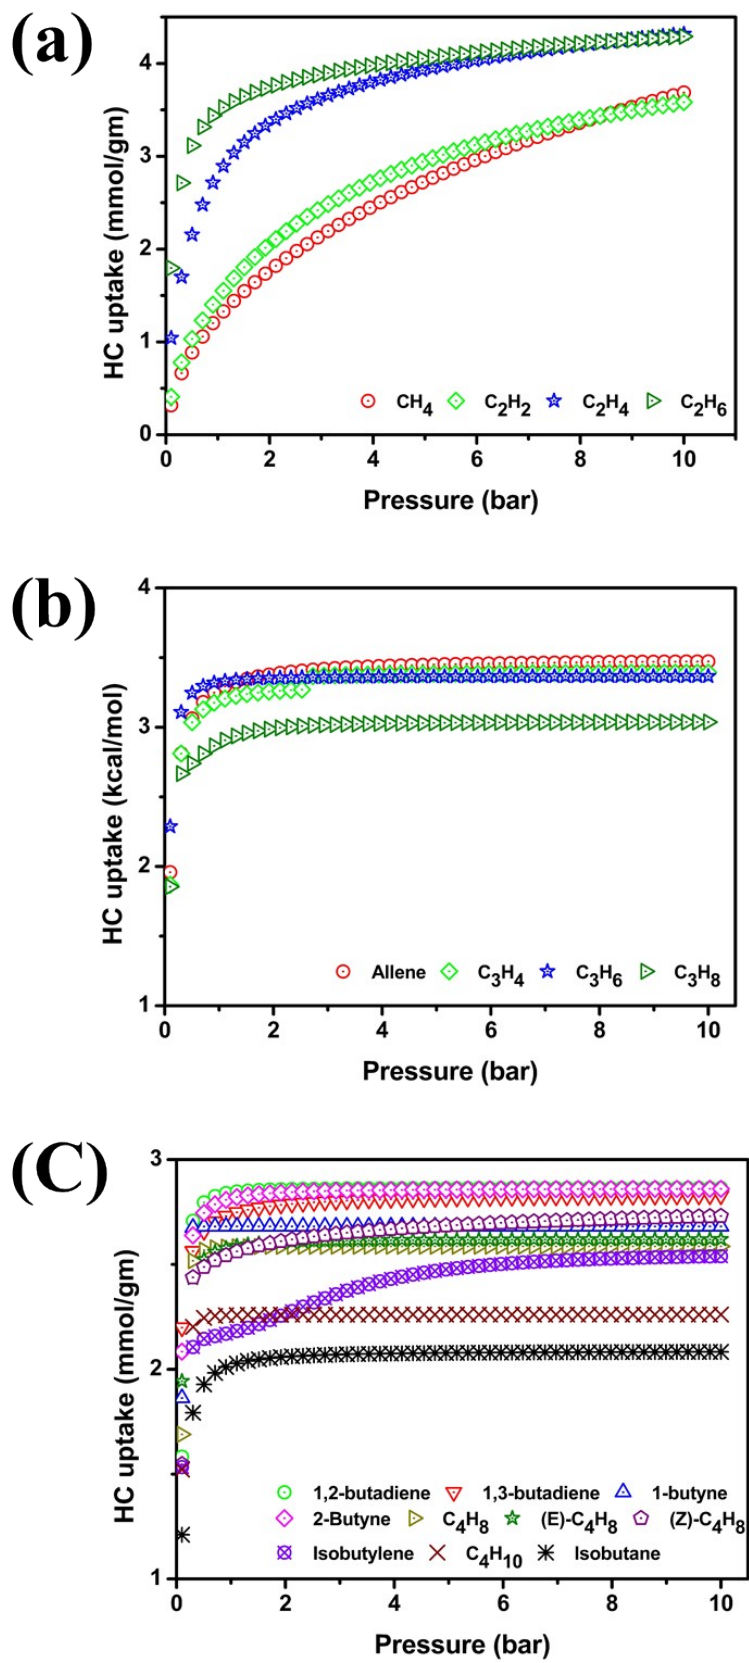 (a)
HC uptake (mmol/gm)
4
3
2
1
0
CH4 C2H2 C2H4 C2H6
0 2 4 6 8 10
Pressure (bar)
(b)
HC uptake (kcal/mol)
4
3
2
1
Allene C3H4 C3H6 C3H8
0 2 4 6 8 10
Pressure (bar)
(C)
HC uptake (mmol/gm)
3
2
1
1,2-butadiene 1,3-butadiene 1-butyne
2-Butyne C4H8 (E)-C4H8 (Z)-C4H8
Isobutylene C4H10 Isobutane
0 2 4 6 8 10
Pressure (bar)